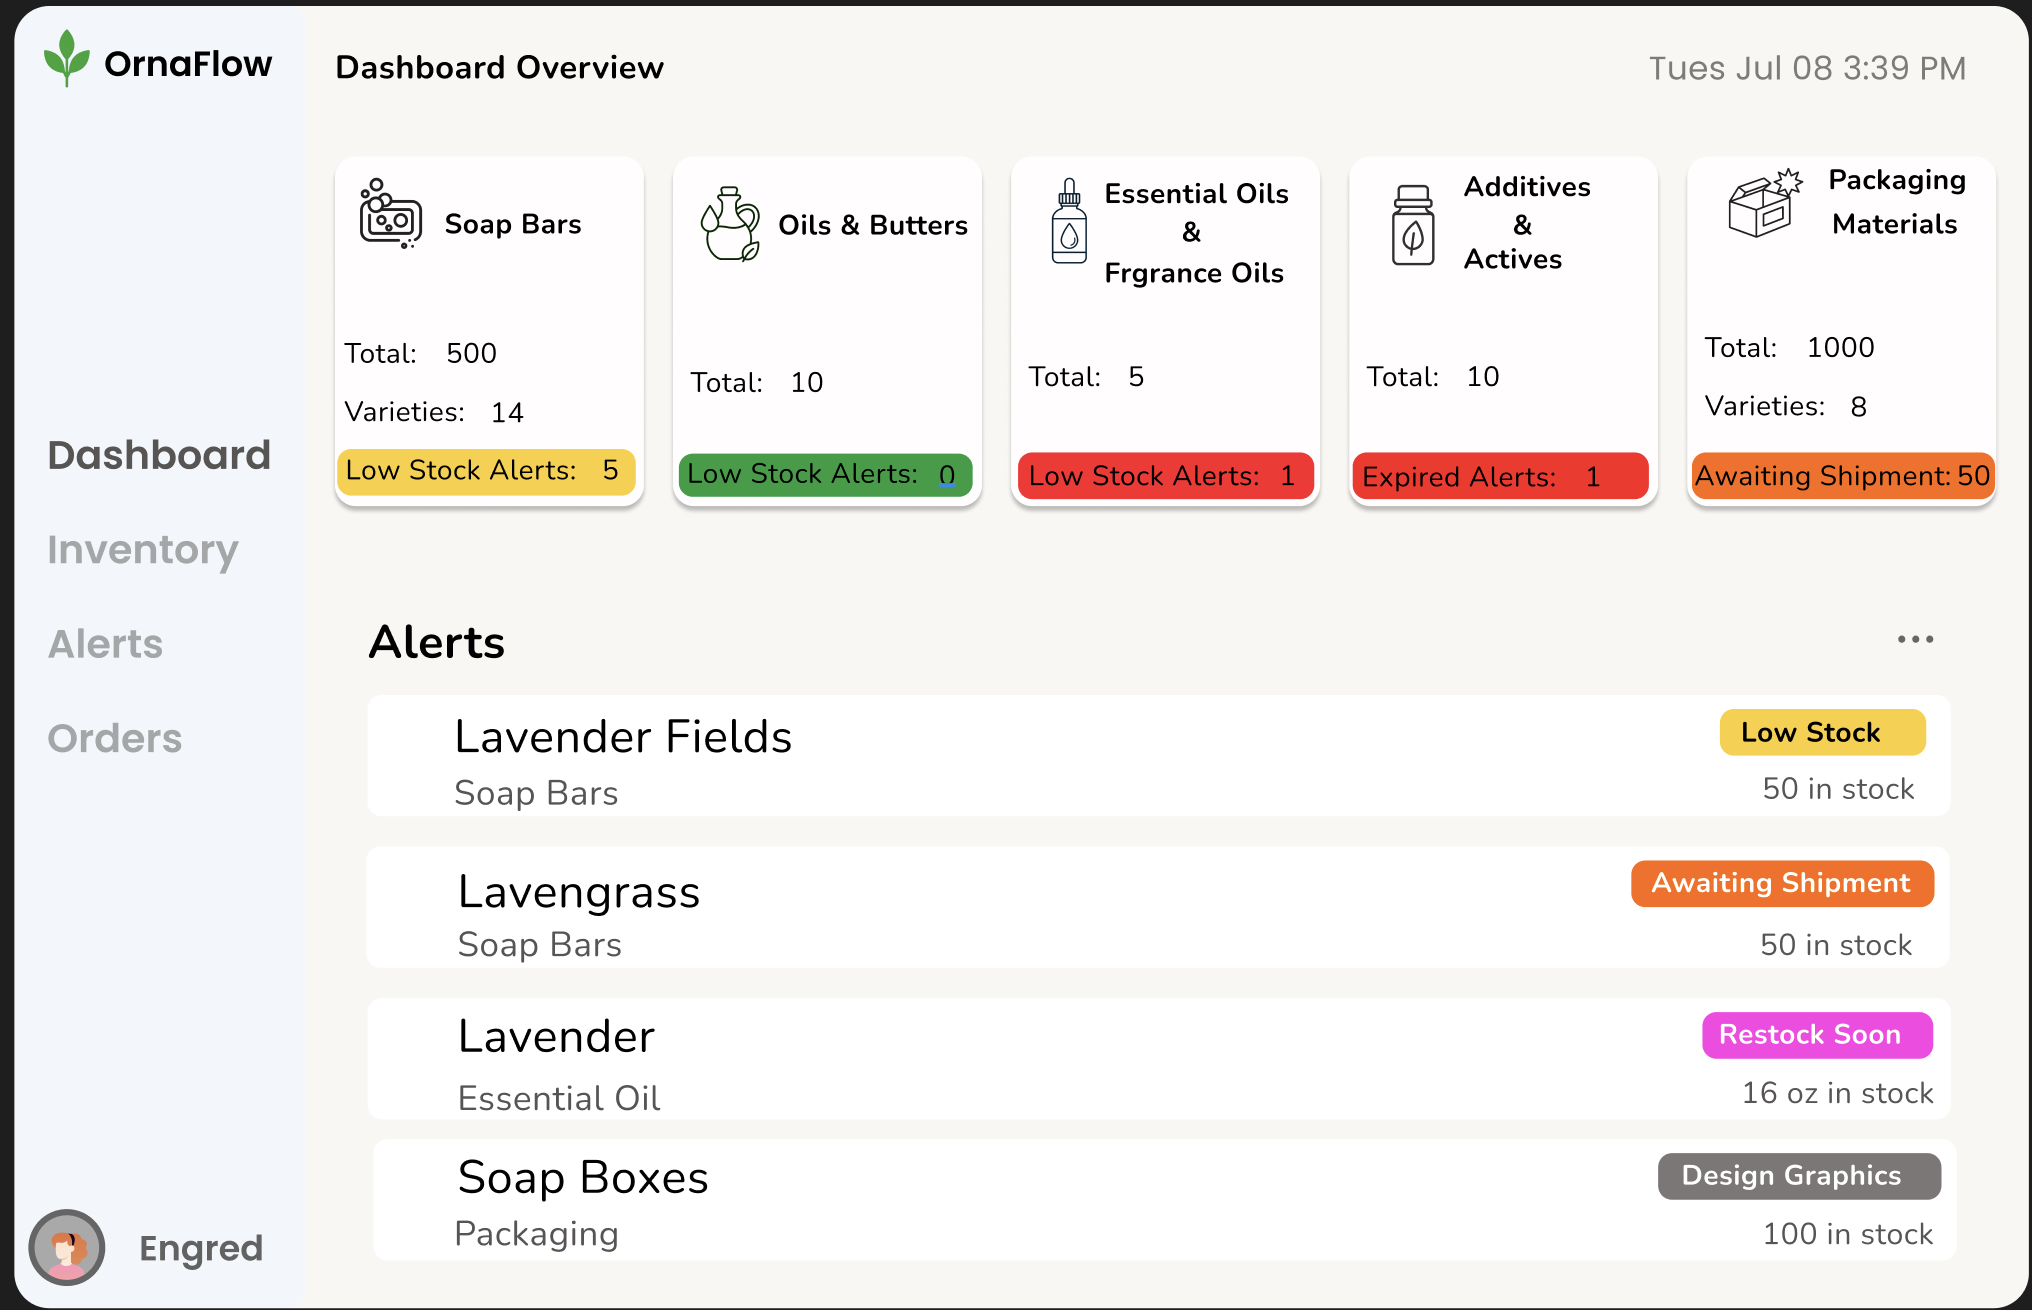 OrnaFlow
Dashboard Overview
Tues Jul 08 3:39 PM
Soap Bars
Total: 500
Varieties: 14
Low Stock Alerts: 5
Oils & Butters
Total: 10
Low Stock Alerts: 0
Essential Oils
&
Frgrance Oils
Total: 5
Low Stock Alerts: 1
Additives
&
Actives
Total: 10
Expired Alerts: 1
Packaging
Materials
Total: 1000
Varieties: 8
Awaiting Shipment: 50
Dashboard
Inventory
Alerts
Orders
Engred
Alerts
...
Lavender Fields
Soap Bars
Low Stock
50 in stock
Lavengrass
Soap Bars
Awaiting Shipment
50 in stock
Lavender
Essential Oil
Restock Soon
16 oz in stock
Soap Boxes
Packaging
Design Graphics
100 in stock